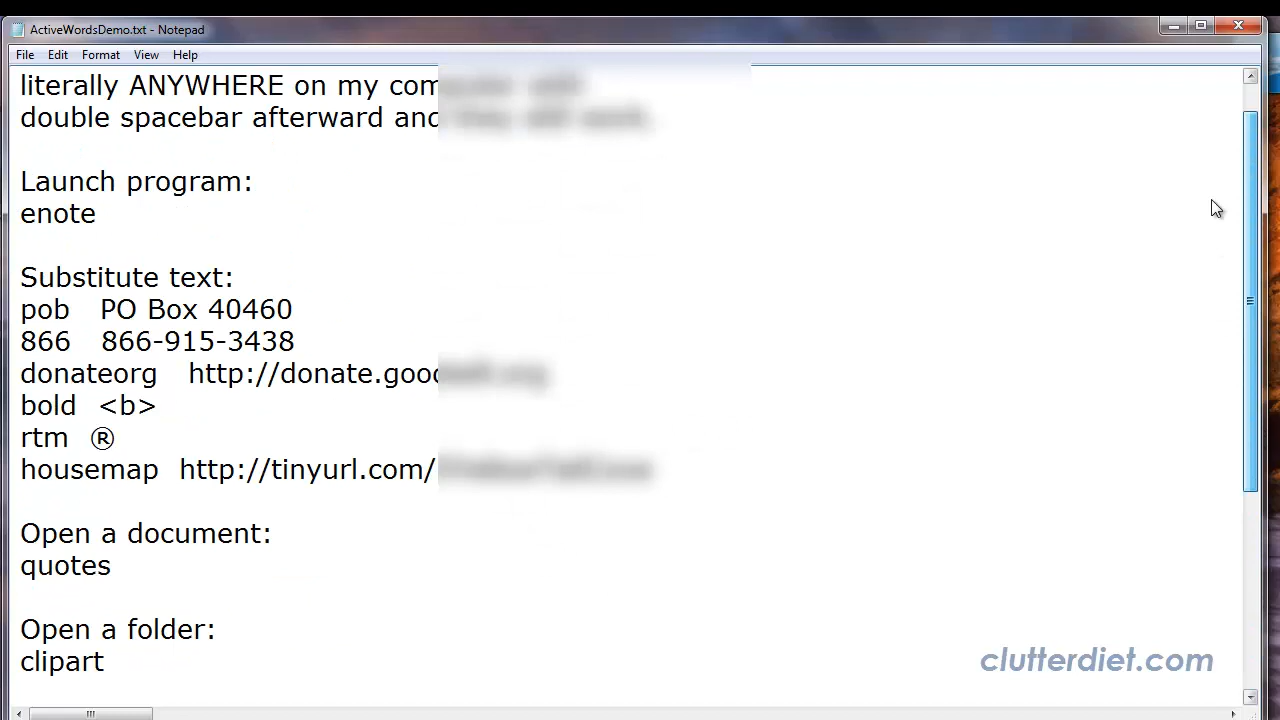 ActiveWordsDemo.txt - Notepad
File Edit Format View Help
literally ANYWHERE on my
double spacebar afterward and
Launch program:
enote
Substitute text:
pob PO Box 40460
866 866-915-3438
donateorg http://donate.goo
bold <b>
rtm ®
housemap http://tinyurl.com/
Open a document:
quotes
Open a folder:
clipart
clutterdiet.com